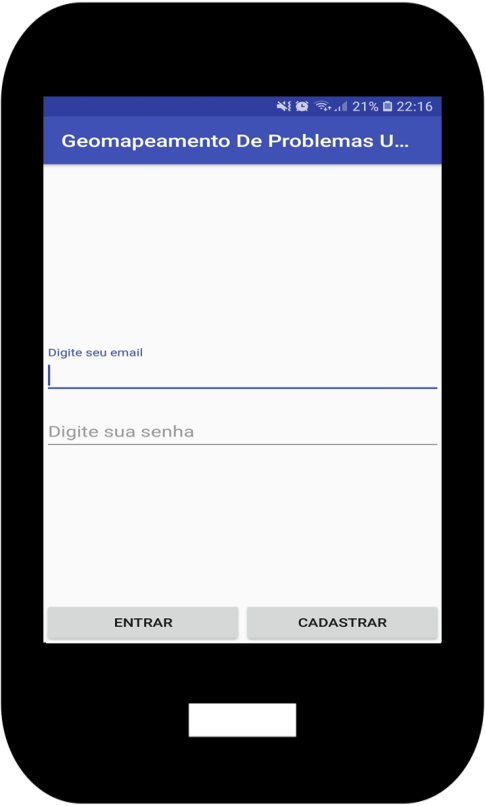 21% 22:16
Geomapeamento De Problemas U...
Digite seu email
Digite sua senha
ENTRAR CADASTRAR